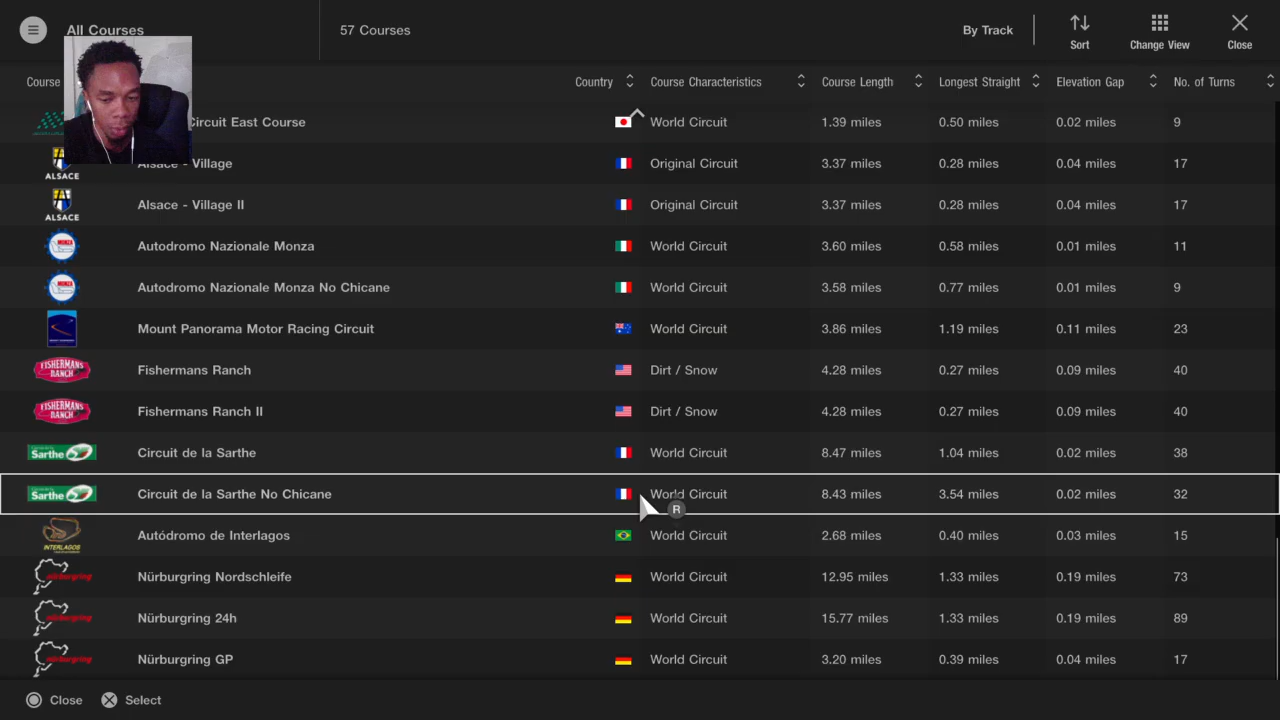 All Courses
57 Courses
By Track
Sort
Change View
Close
Course
Country
Course Characteristics
Course Length
Longest Straight
Elevation Gap
No. of Turns
Circuit East Course World Circuit 1.39 miles 0.50 miles 0.02 miles 9
ALSACE Alsace - Village Original Circuit 3.37 miles 0.28 miles 0.04 miles 17
ALSACE Alsace - Village II Original Circuit 3.37 miles 0.28 miles 0.04 miles 17
MONZA Autodromo Nazionale Monza World Circuit 3.60 miles 0.58 miles 0.01 miles 11
MONZA Autodromo Nazionale Monza No Chicane World Circuit 3.58 miles 0.77 miles 0.01 miles 9
Mount Panorama Motor Racing Circuit World Circuit 3.86 miles 1.19 miles 0.11 miles 23
FISHERMANS RANCH Fishermans Ranch Dirt / Snow 4.28 miles 0.27 miles 0.09 miles 40
FISHERMANS RANCH Fishermans Ranch II Dirt / Snow 4.28 miles 0.27 miles 0.09 miles 40
Sarthe Circuit de la Sarthe World Circuit 8.47 miles 1.04 miles 0.02 miles 38
Sarthe Circuit de la Sarthe No Chicane World Circuit 8.43 miles 3.54 miles 0.02 miles 32
R
INTERLAGOS Autódromo de Interlagos World Circuit 2.68 miles 0.40 miles 0.03 miles 15
nürburgring Nürburgring Nordschleife World Circuit 12.95 miles 1.33 miles 0.19 miles 73
nürburgring Nürburgring 24h World Circuit 15.77 miles 1.33 miles 0.19 miles 89
nürburgring Nürburgring GP World Circuit 3.20 miles 0.39 miles 0.04 miles 17
Close
Select